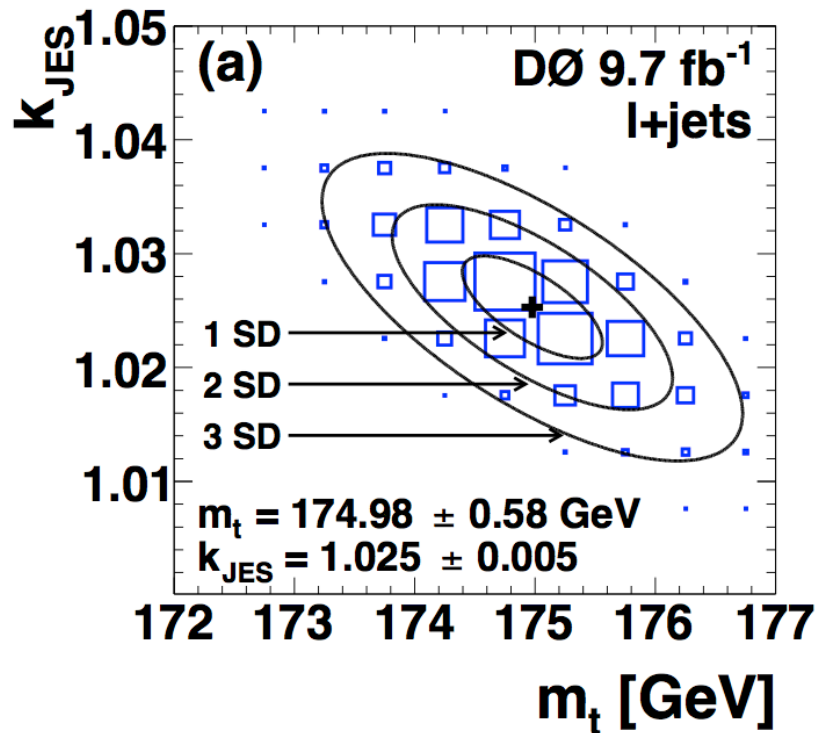 k_JES
1.05
1.04
1.03
1.02
1.01
(a)
DØ 9.7 fb⁻¹
l+jets
1 SD
2 SD
3 SD
m_t = 174.98 ± 0.58 GeV
k_JES = 1.025 ± 0.005
172 173 174 175 176 177
m_t [GeV]